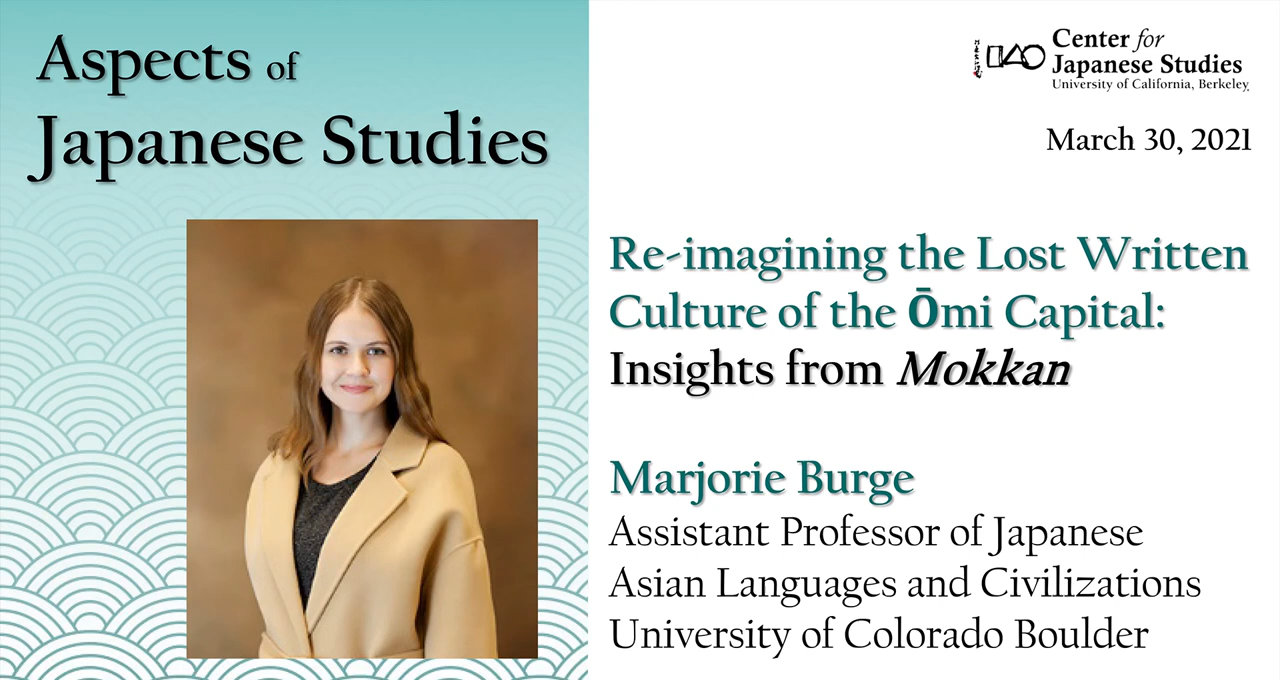 Aspects of
Japanese Studies
Center for
Japanese Studies
University of California, Berkeley
March 30, 2021
Re-imagining the Lost Written
Culture of the Ōmi Capital:
Insights from Mokkan
Marjorie Burge
Assistant Professor of Japanese
Asian Languages and Civilizations
University of Colorado Boulder